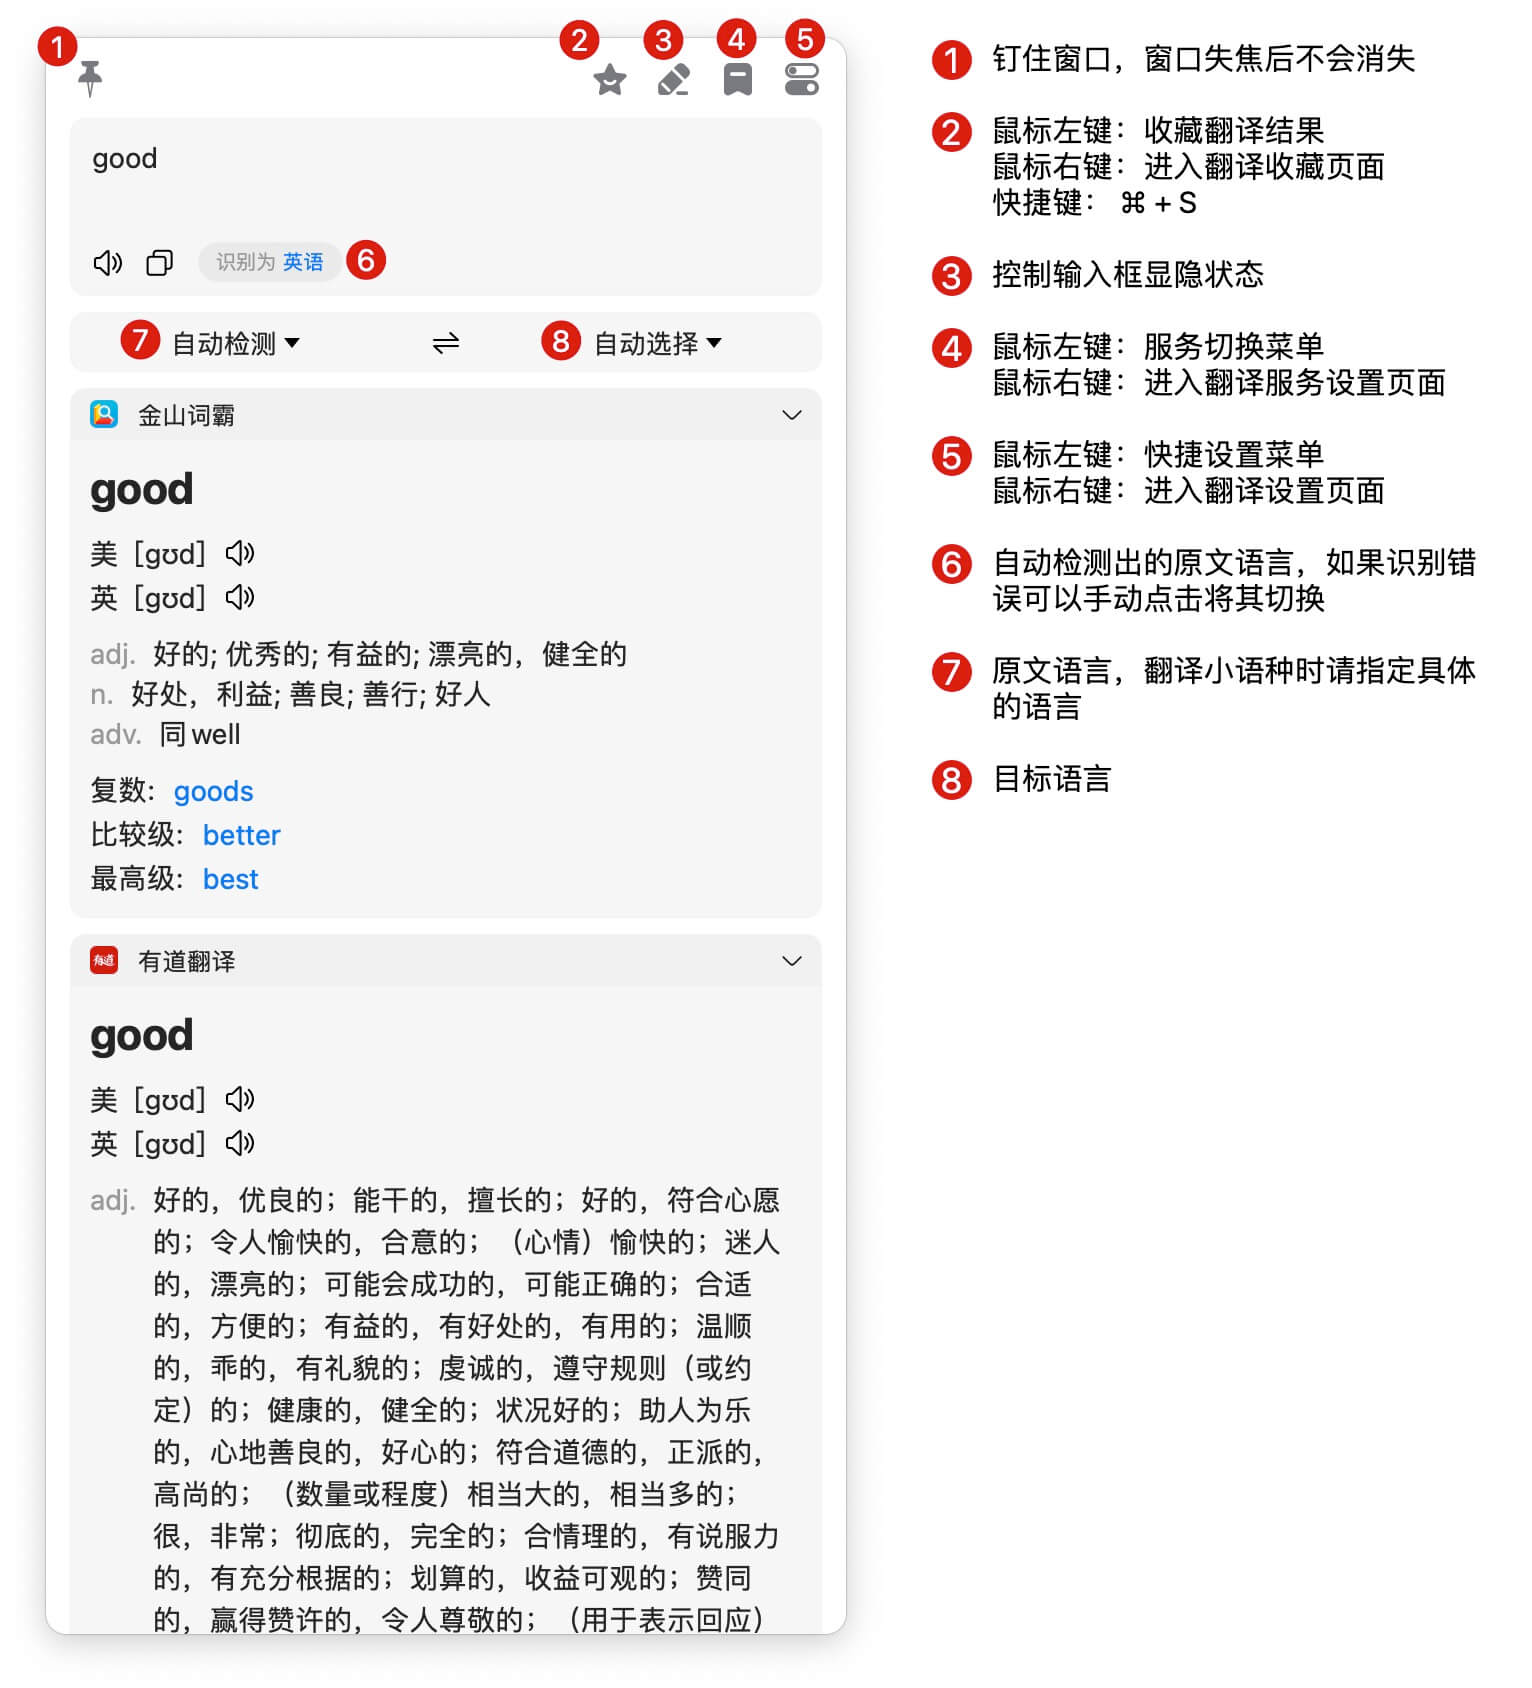 1
2
3
4
5
good
识别为 英语
6
7
自动检测
8
自动选择
金山词霸
good
美 [gʊd]
英 [gʊd]
adj. 好的; 优秀的; 有益的; 漂亮的，健全的
n. 好处，利益; 善良; 善行; 好人
adv. 同well
复数： goods
比较级： better
最高级： best
有道
有道翻译
good
美 [gʊd]
英 [gʊd]
adj. 好的，优良的；能干的，擅长的；好的，符合心愿
的；令人愉快的，合意的；（心情）愉快的；迷人
的，漂亮的；可能会成功的，可能正确的；合适
的，方便的；有益的，有好处的，有用的；温顺
的，乖的，有礼貌的；虔诚的，遵守规则（或约
定）的；健康的，健全的；状况好的；助人为乐
的，心地善良的，好心的；符合道德的，正派的，
高尚的；（数量或程度）相当大的，相当多的；
很，非常；彻底的，完全的；合情理的，有说服力
的，有充分根据的；划算的，收益可观的；赞同
的，赢得赞许的，令人尊敬的；（用于表示回应）
1 钉住窗口，窗口失焦后不会消失
2 鼠标左键：收藏翻译结果
鼠标右键：进入翻译收藏页面
快捷键： ⌘ + S
3 控制输入框显隐状态
4 鼠标左键：服务切换菜单
鼠标右键：进入翻译服务设置页面
5 鼠标左键：快捷设置菜单
鼠标右键：进入翻译设置页面
6 自动检测出的原文语言，如果识别错
误可以手动点击将其切换
7 原文语言，翻译小语种时请指定具体
的语言
8 目标语言